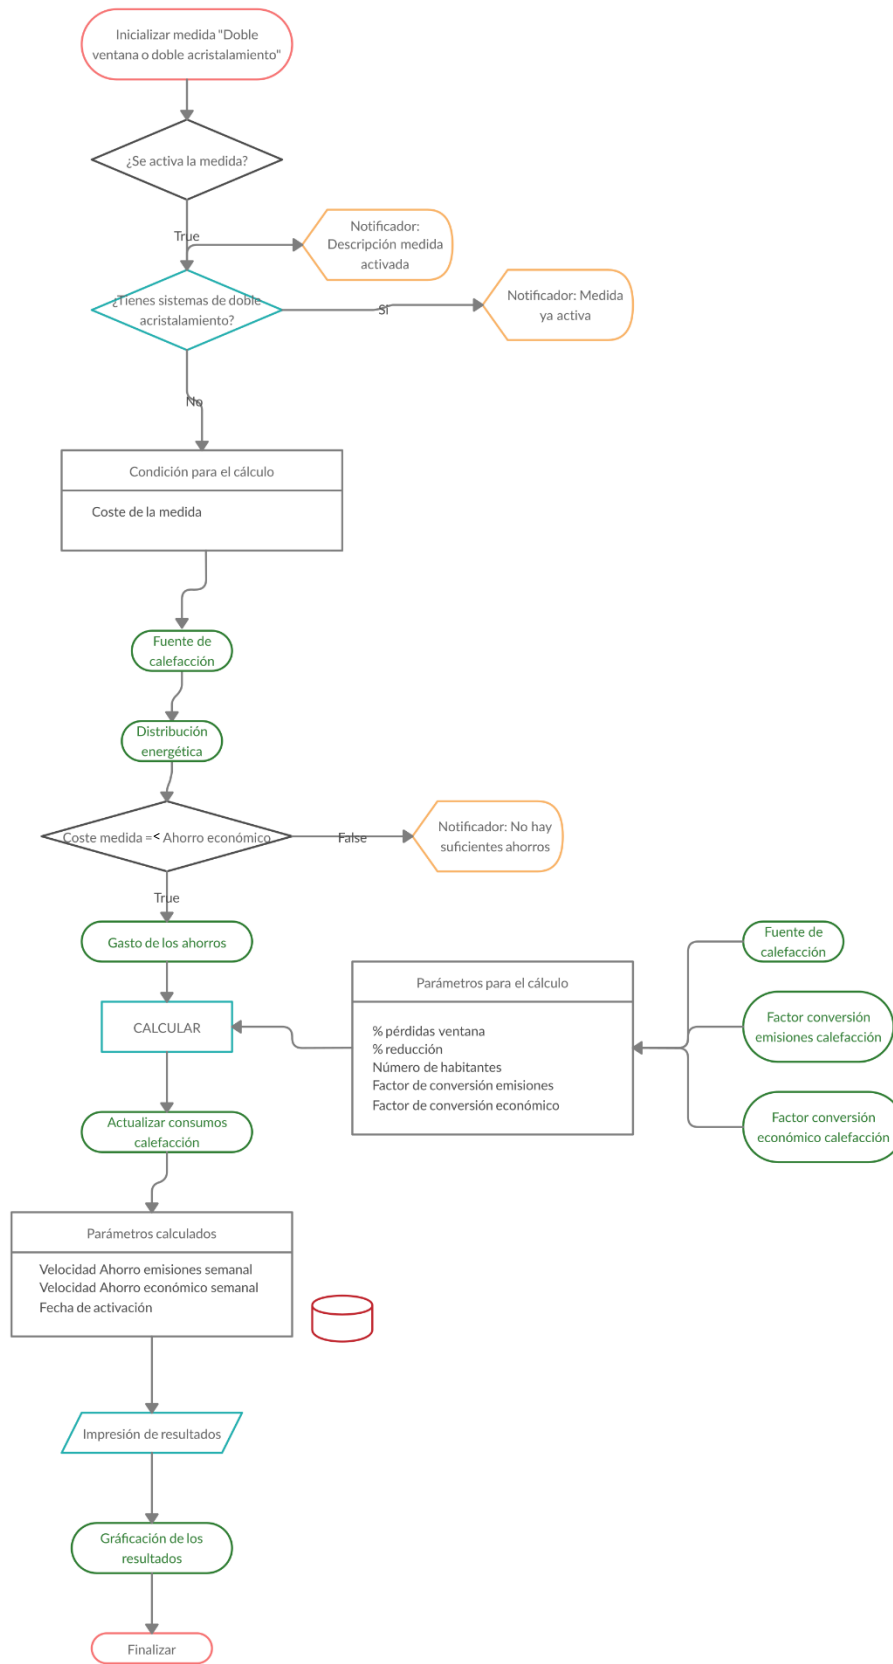 Inicializar medida "Doble
ventana o doble acristalamiento"
¿Se activa la medida?
True
Notificador:
Descripción medida
activada
¿Tienes sistemas de doble
acristalamiento?
Sí
Notificador: Medida
ya activa
No
Condición para el cálculo
Coste de la medida
Fuente de
calefacción
Distribución
energética
Coste medida =< Ahorro económico
False
Notificador: No hay
suficientes ahorros
True
Gasto de los ahorros
CALCULAR
Parámetros para el cálculo
% pérdidas ventana
% reducción
Número de habitantes
Factor de conversión emisiones
Factor de conversión económico
Fuente de
calefacción
Factor conversión
emisiones calefacción
Factor conversión
económico calefacción
Actualizar consumos
calefacción
Parámetros calculados
Velocidad Ahorro emisiones semanal
Velocidad Ahorro económico semanal
Fecha de activación
Impresión de resultados
Gráficación de los
resultados
Finalizar